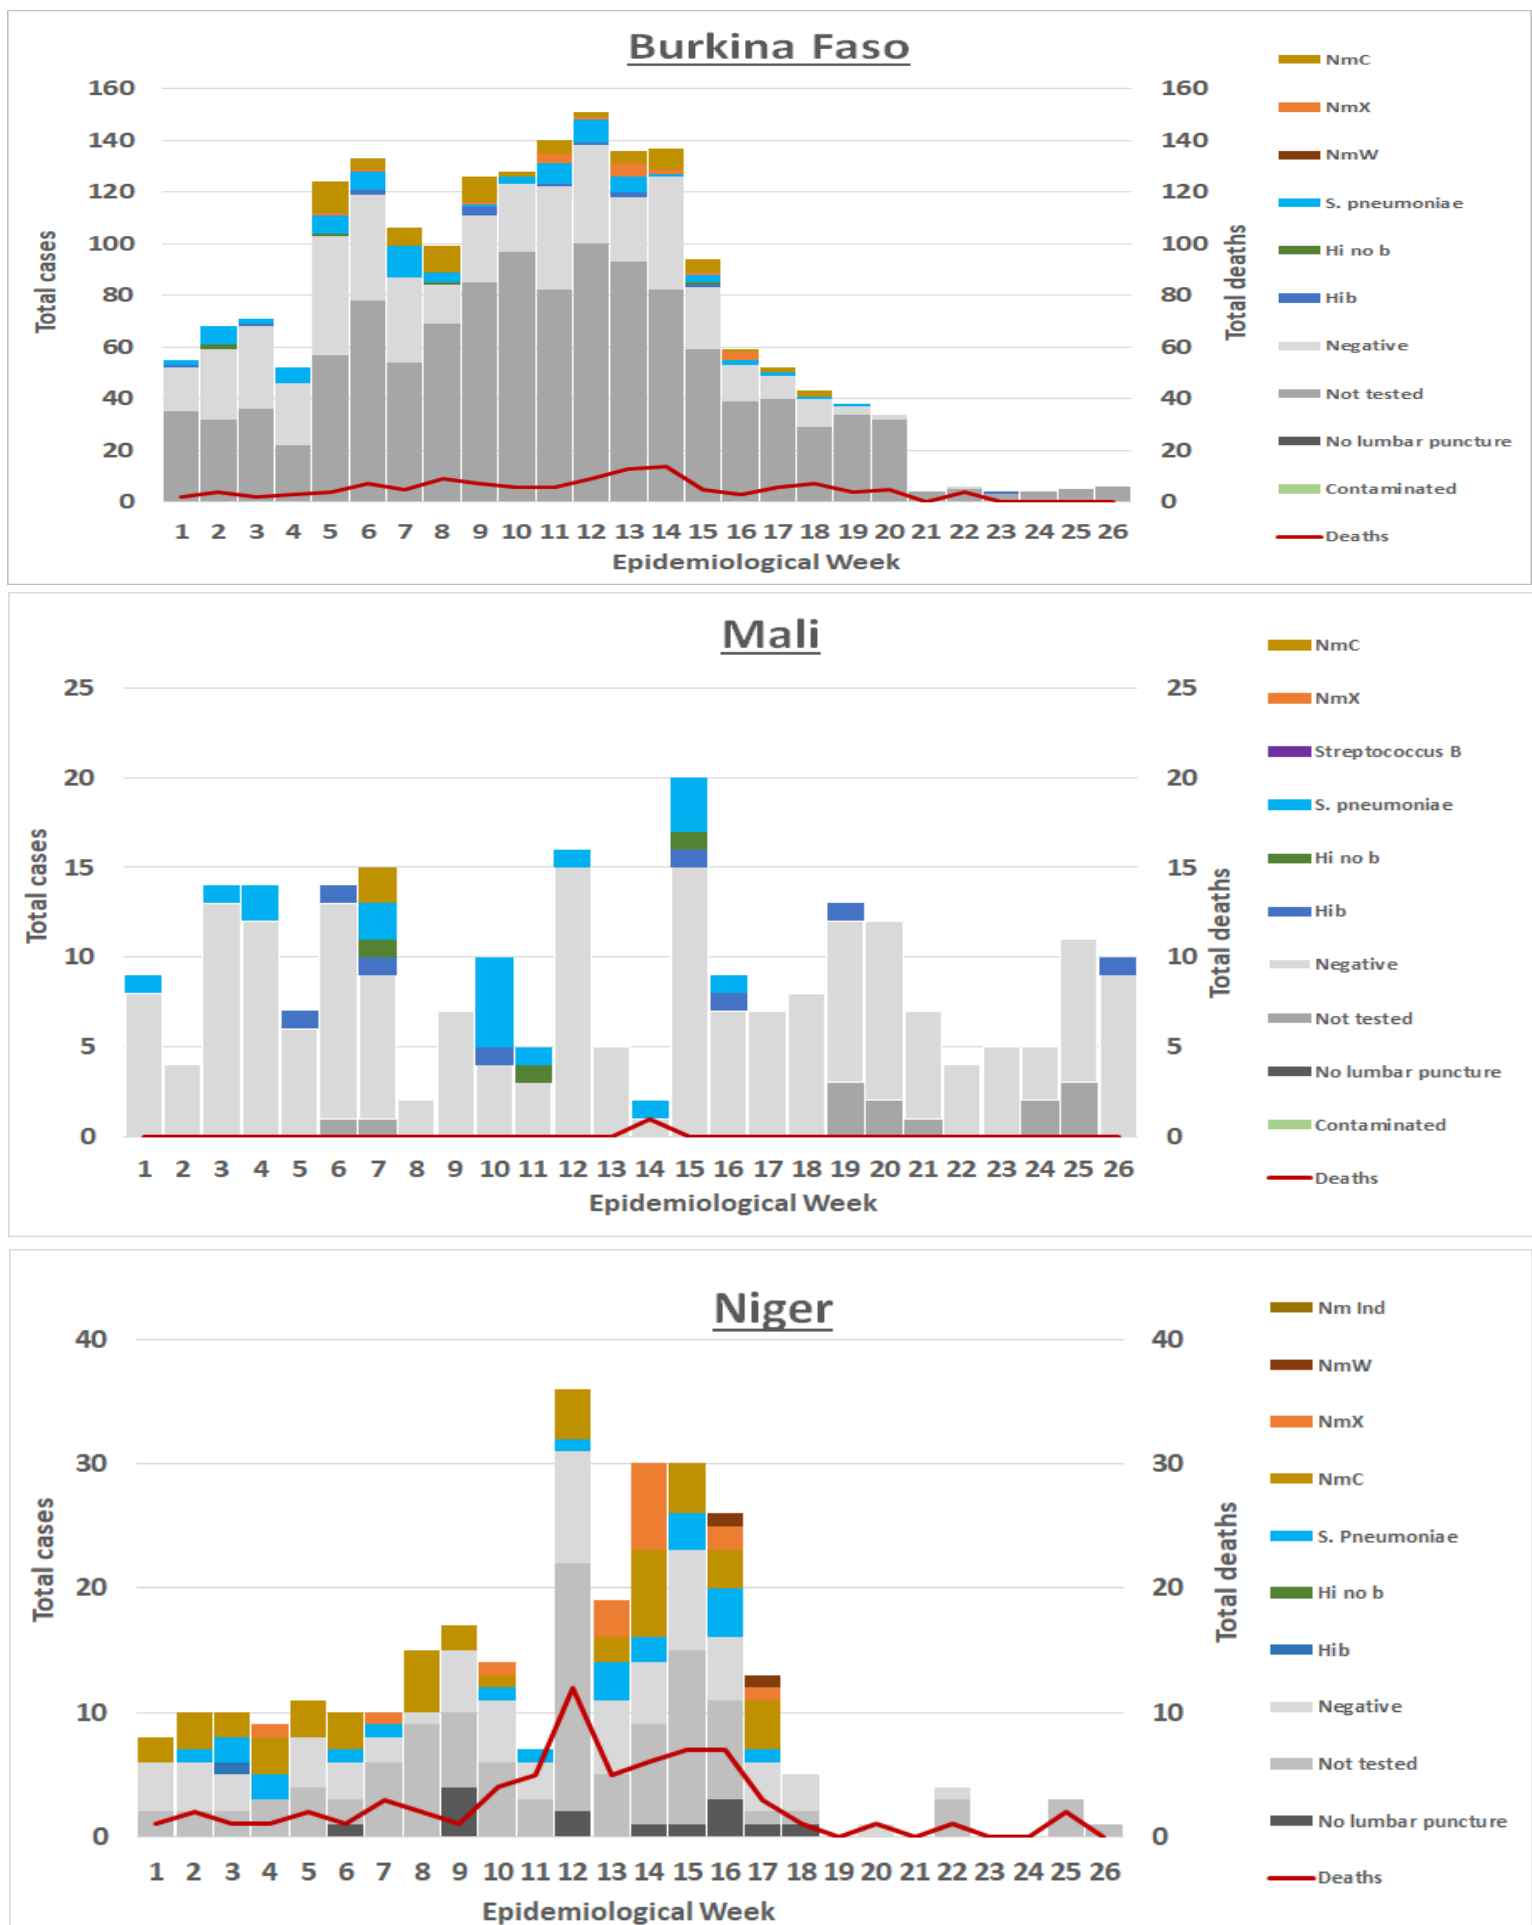 Burkina Faso
160 160
140 140
120 120
100 100
80 80
60 60
40 40
20 20
0 0
Total cases
Total deaths
1 2 3 4 5 6 7 8 9 10 11 12 13 14 15 16 17 18 19 20 21 22 23 24 25 26
Epidemiological Week
NmC
NmX
NmW
S. pneumoniae
Hi no b
Hib
Negative
Not tested
No lumbar puncture
Contaminated
Deaths
Mali
25 25
20 20
15 15
10 10
5 5
0 0
Total cases
Total deaths
1 2 3 4 5 6 7 8 9 10 11 12 13 14 15 16 17 18 19 20 21 22 23 24 25 26
Epidemiological Week
NmC
NmX
Streptococcus B
S. pneumoniae
Hi no b
Hib
Negative
Not tested
No lumbar puncture
Contaminated
Deaths
Niger
40 40
30 30
20 20
10 10
0 0
Total cases
Total deaths
1 2 3 4 5 6 7 8 9 10 11 12 13 14 15 16 17 18 19 20 21 22 23 24 25 26
Epidemiological Week
Nm Ind
NmW
NmX
NmC
S. Pneumoniae
Hi no b
Hib
Negative
Not tested
No lumbar puncture
Deaths